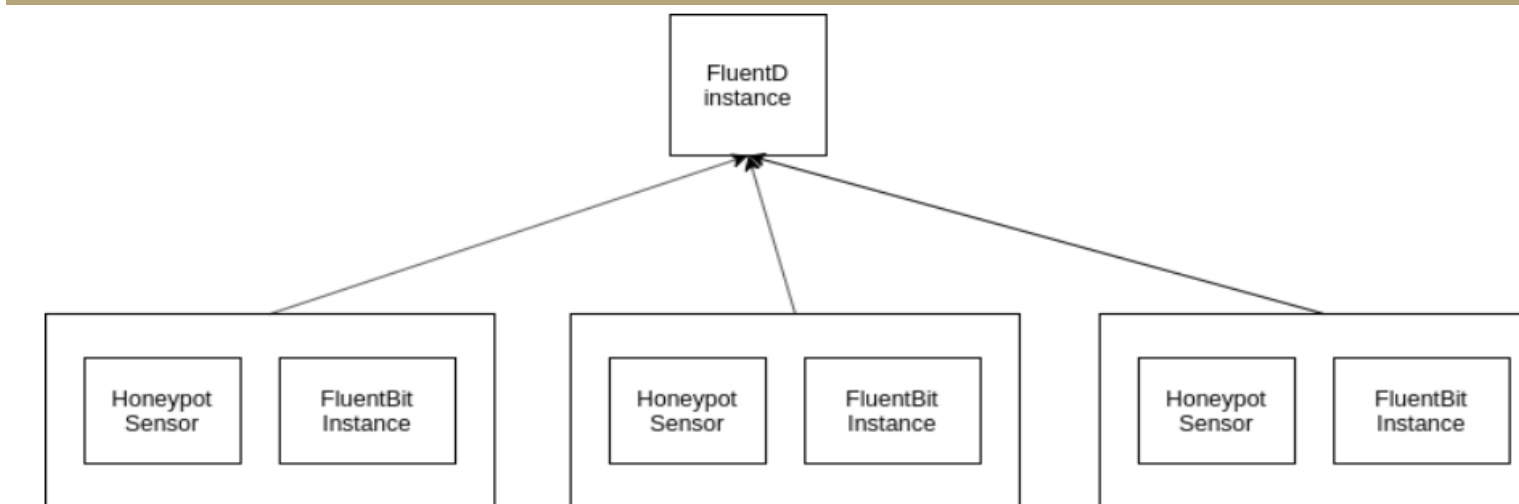 FluentD
instance
Honeypot
Sensor
FluentBit
Instance
Honeypot
Sensor
FluentBit
Instance
Honeypot
Sensor
FluentBit
Instance